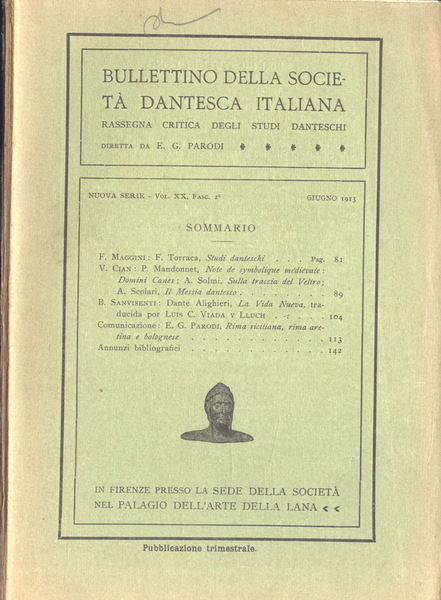 BULLETTINO DELLA SOCIE-
TÀ DANTESCA ITALIANA
RASSEGNA CRITICA DEGLI STUDI DANTESCHI
DIRETTA DA E. G. PARODI
NUOVA SERIE - VOL. XX, FASC. 2º GIUGNO 1913
SOMMARIO
F. MAGGINI: F. Torraca, Studi danteschi . . . Pag. 81
V. CIAN: P. Mandonnet, Note de symbolique médiévale:
Domini Canes; A. Solmi, Sulla traccia del Veltro;
A. Scolari, Il Messia dantesco . . . . . . . . 89
B. SANVISENTI: Dante Alighieri, La Vida Nueva, tra-
ducida por LUIS C. VIADA Y LLUCH . . . . . 104
Comunicazione: E. G. PARODI, Rima siciliana, rima are-
tina e bolognese . . . . . . . . . . . . 113
Annunzi bibliografici . . . . . . . . . . . . 142
IN FIRENZE PRESSO LA SEDE DELLA SOCIETÀ
NEL PALAGIO DELL'ARTE DELLA LANA
Pubblicazione trimestrale.